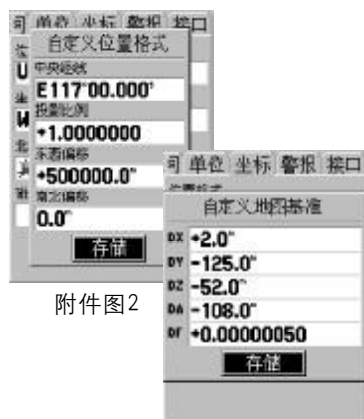 司 单位 坐标 警报 接口
自定义位置格式
中央经线
E117°00.000'
投影比例
+1.0000000
东西偏移
+500000.0"
南北偏移
0.0"
存储
附件图2
司 单位 坐标 警报 接口
自定义地图基准
DX +2.0"
DY -125.0"
DZ -52.0"
DA -108.0"
DF +0.00000050
存储